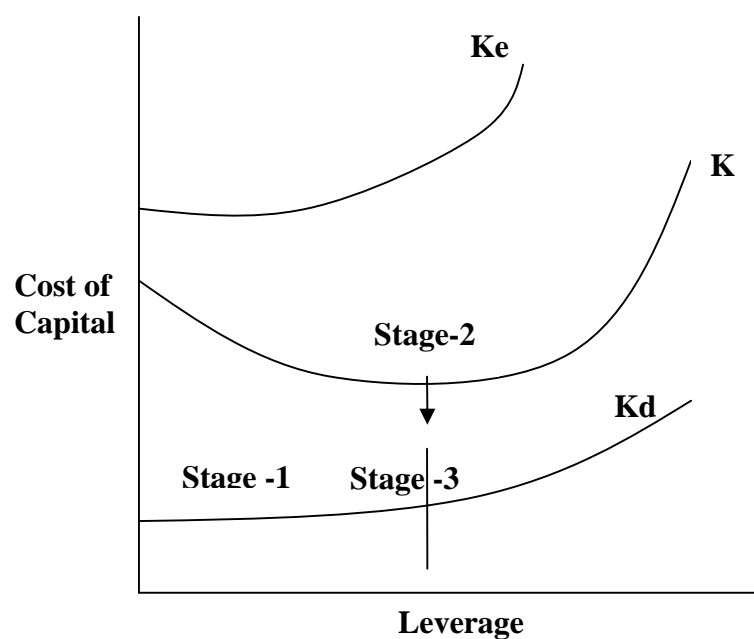 Ke
K
Cost of
Capital
Stage-2
Kd
Stage -1
Stage -3
Leverage